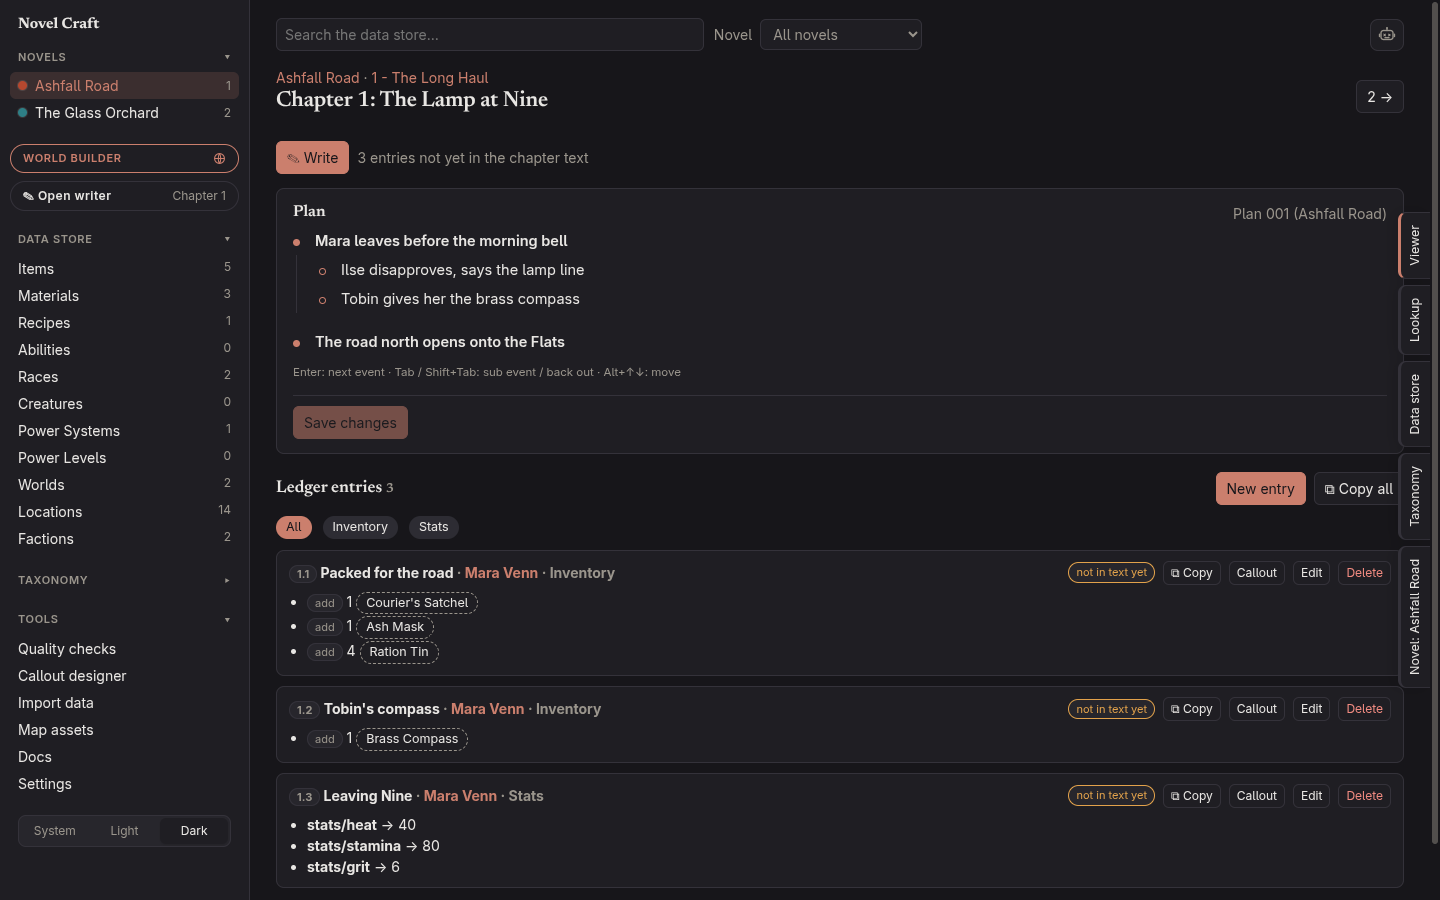 Novel Craft
NOVELS
Ashfall Road 1
The Glass Orchard 2
WORLD BUILDER
Open writer Chapter 1
DATA STORE
Items 5
Materials 3
Recipes 1
Abilities 0
Races 2
Creatures 0
Power Systems 1
Power Levels 0
Worlds 2
Locations 14
Factions 2
TAXONOMY
TOOLS
Quality checks
Callout designer
Import data
Map assets
Docs
Settings
System Light Dark
Search the data store... Novel All novels
Ashfall Road · 1 - The Long Haul
Chapter 1: The Lamp at Nine
2 →
Write 3 entries not yet in the chapter text
Plan Plan 001 (Ashfall Road)
Mara leaves before the morning bell
Ilse disapproves, says the lamp line
Tobin gives her the brass compass
The road north opens onto the Flats
Enter: next event · Tab / Shift+Tab: sub event / back out · Alt+↑↓: move
Save changes
Ledger entries 3 New entry Copy all
All Inventory Stats
1.1 Packed for the road · Mara Venn · Inventory not in text yet Copy Callout Edit Delete
add 1 Courier's Satchel
add 1 Ash Mask
add 4 Ration Tin
1.2 Tobin's compass · Mara Venn · Inventory not in text yet Copy Callout Edit Delete
add 1 Brass Compass
1.3 Leaving Nine · Mara Venn · Stats not in text yet Copy Callout Edit Delete
stats/heat → 40
stats/stamina → 80
stats/grit → 6
Viewer
Lookup
Data store
Taxonomy
Novel: Ashfall Road